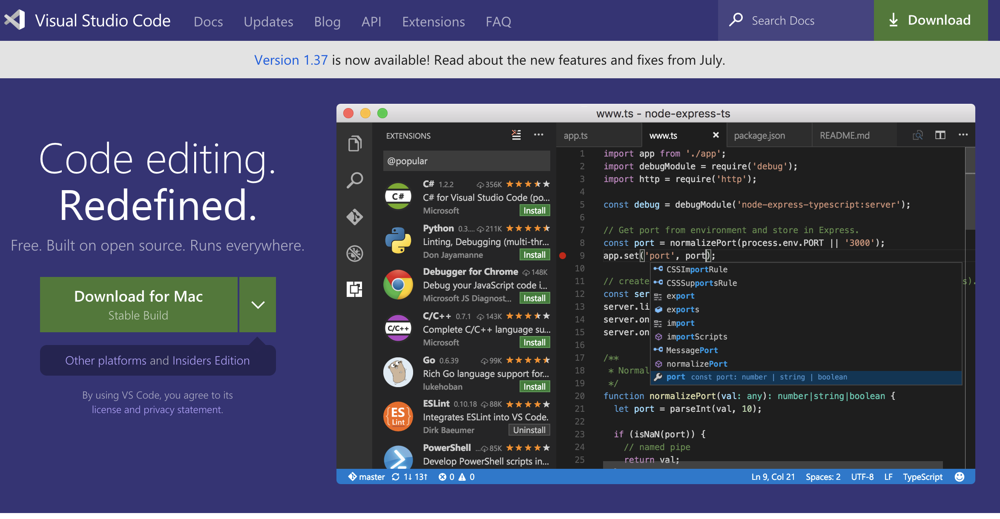 Visual Studio Code Docs Updates Blog API Extensions FAQ Search Docs Download
Version 1.37 is now available! Read about the new features and fixes from July.
Code editing.
Redefined.
Free. Built on open source. Runs everywhere.
Download for Mac
Stable Build
Other platforms and Insiders Edition
By using VS Code, you agree to its
license and privacy statement.
www.ts - node-express-ts
EXTENSIONS
@popular
C# 1.2.2 356K
C#
C# for Visual Studio Code (po...
Microsoft Install
Python 0.3.... 211K
Linting, Debugging (multi-thr...
Don Jayamanne Install
Debugger for Chrome 148K
Debug your JavaScript code i...
Microsoft JS Diagnost... Install
C/C++ 0.7.1 143K
C/C++
Complete C/C++ language su...
Microsoft Install
Go 0.6.39 99K
Rich Go language support for...
lukehoban Install
ESLint 0.10.18 88K
{ES}
Lint
Integrates ESLint into VS Code.
Dirk Baeumer Uninstall
PowerShell ... 85K
Develop PowerShell scripts in...
app.ts www.ts package.json README.md
1 import app from './app';
2 import debugModule = require('debug');
3 import http = require('http');
4
5 const debug = debugModule('node-express-typescript:server');
6
7 // Get port from environment and store in Express.
8 const port = normalizePort(process.env.PORT || '3000');
9 app.set('port', port);
10
11 // create s).
12 const ser
13 server.li
14 server.on
15 server.on
16
17 /**
18 * Normal
19 */
20 function normalizePort(val: any): number|string|boolean {
21 let port = parseInt(val, 10);
22
23 if (isNaN(port)) {
24 // named pipe
25 return val;
CSSImportRule
CSSSupportsRule
export
exports
import
importScripts
MessagePort
normalizePort
port const port: number | string | boolean
master 1↓ 13↑ 0 0 Ln 9, Col 21 Spaces: 2 UTF-8 LF TypeScript